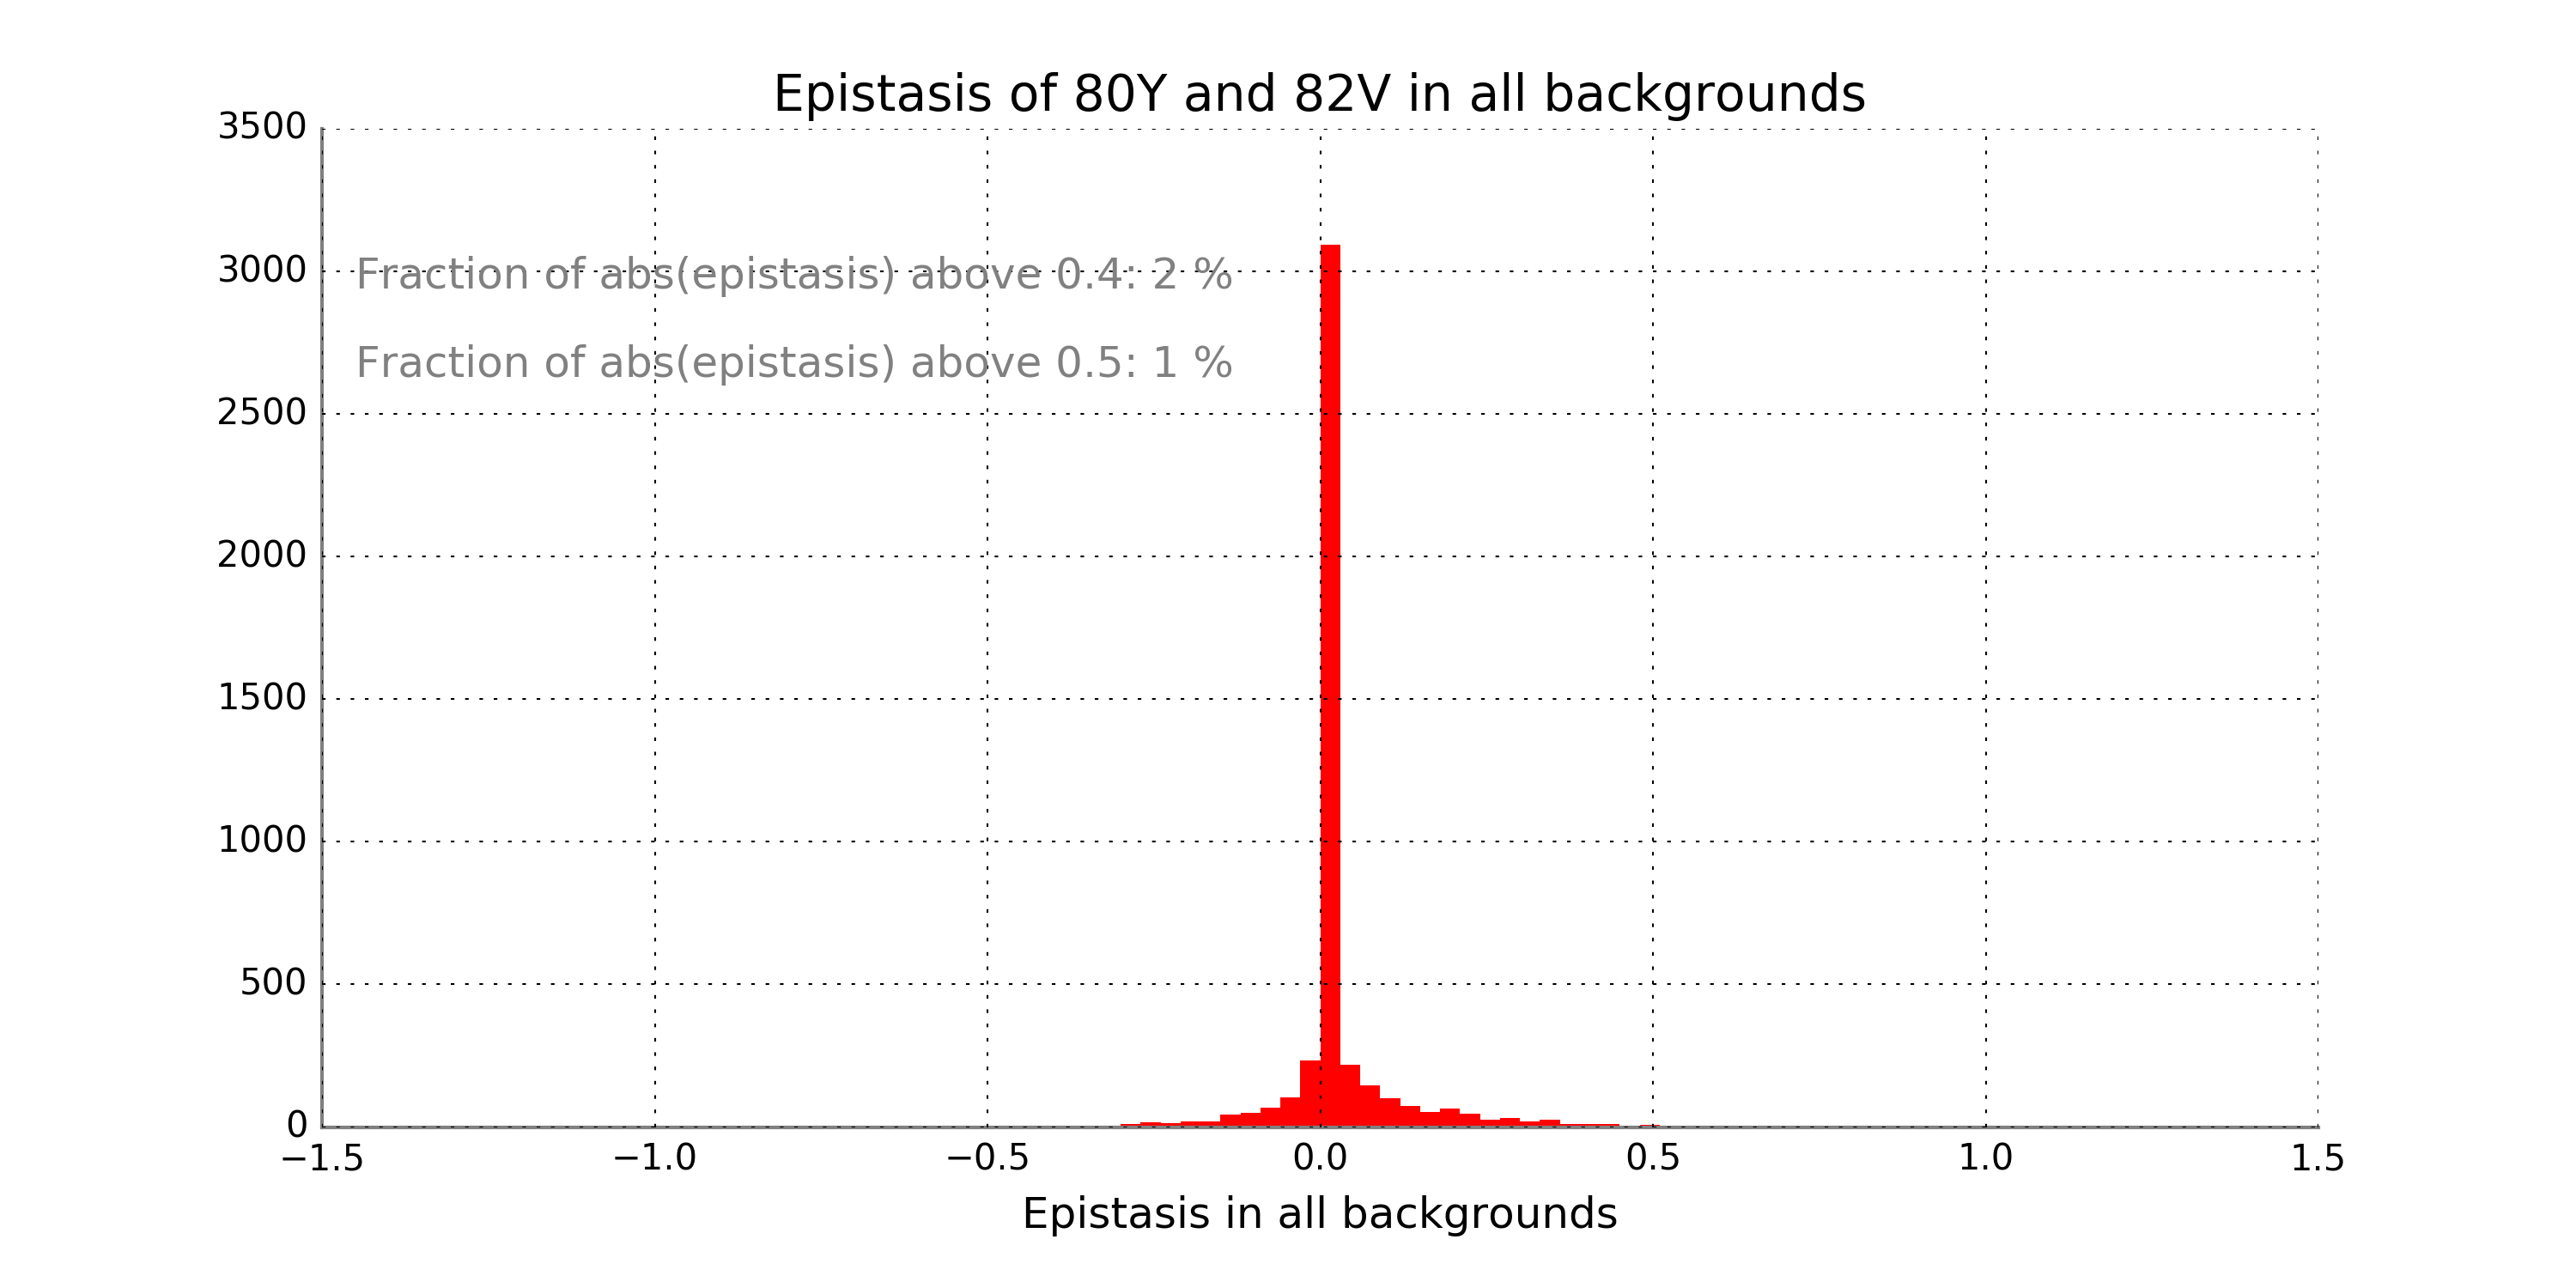 Epistasis of 80Y and 82V in all backgrounds
3500
3000
Fraction of abs(epistasis) above 0.4: 2 %
Fraction of abs(epistasis) above 0.5: 1 %
2500
2000
1500
1000
500
0
−1.5 −1.0 −0.5 0.0 0.5 1.0 1.5
Epistasis in all backgrounds